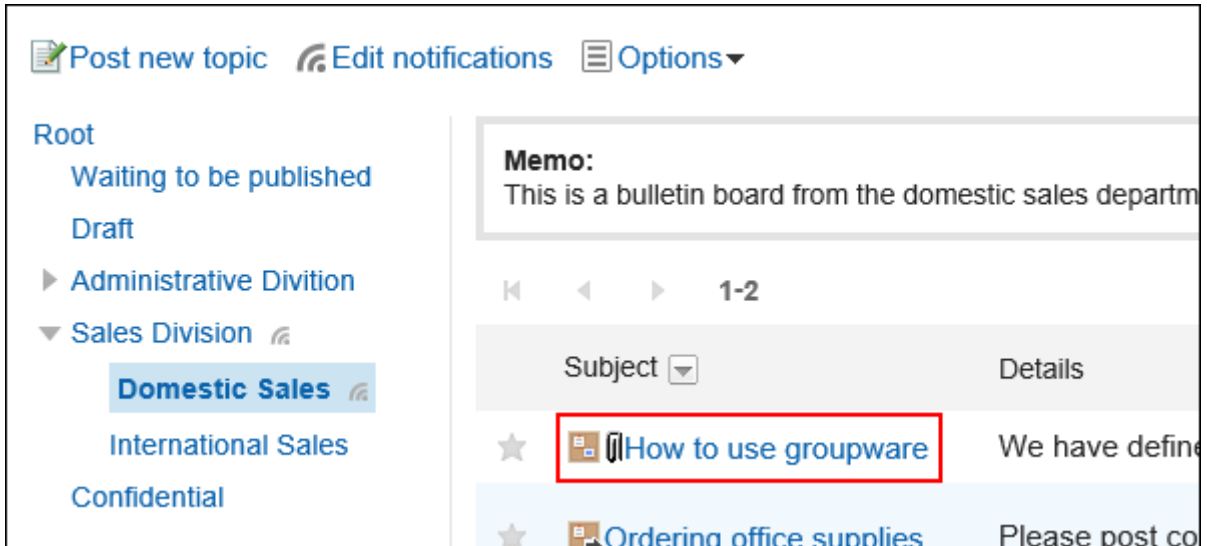 Post new topic Edit notifications Options
Root
Waiting to be published
Draft
Administrative Divition
Sales Division
Domestic Sales
International Sales
Confidential
Memo:
This is a bulletin board from the domestic sales departm
1-2
Subject Details
How to use groupware We have define
Ordering office supplies Please post co